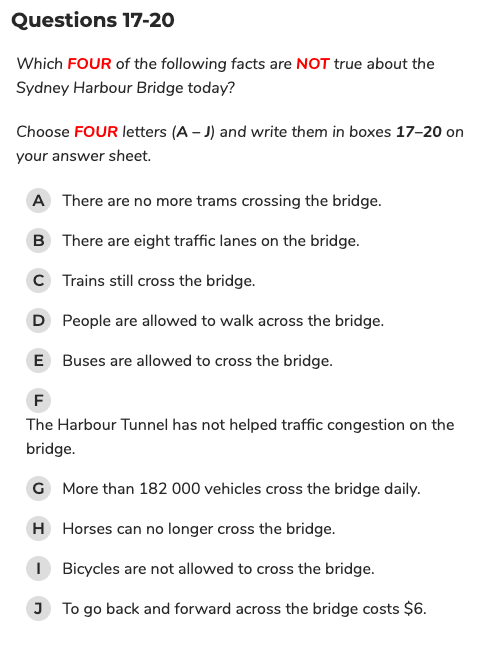 Questions 17-20
Which FOUR of the following facts are NOT true about the
Sydney Harbour Bridge today?
Choose FOUR letters (A – J) and write them in boxes 17–20 on
your answer sheet.
A There are no more trams crossing the bridge.
B There are eight traffic lanes on the bridge.
C Trains still cross the bridge.
D People are allowed to walk across the bridge.
E Buses are allowed to cross the bridge.
F
The Harbour Tunnel has not helped traffic congestion on the
bridge.
G More than 182 000 vehicles cross the bridge daily.
H Horses can no longer cross the bridge.
I Bicycles are not allowed to cross the bridge.
J To go back and forward across the bridge costs $6.